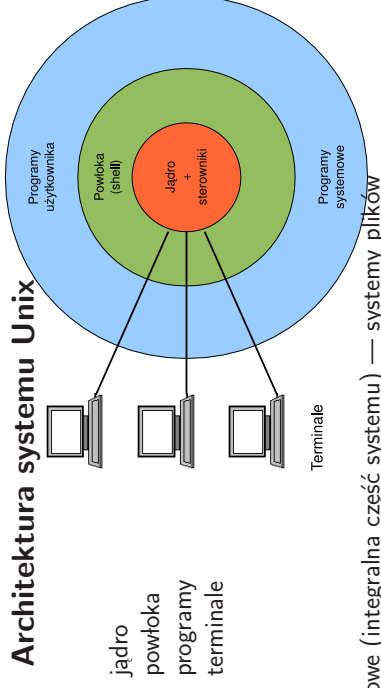 Architektura systemu Unix
jądro
powłoka
programy
terminale
Programy
użytkownika
Powłoka
(shell)
Jądro
+
sterowniki
Programy
systemowe
Terminale
(integralna część systemu) — systemy plików